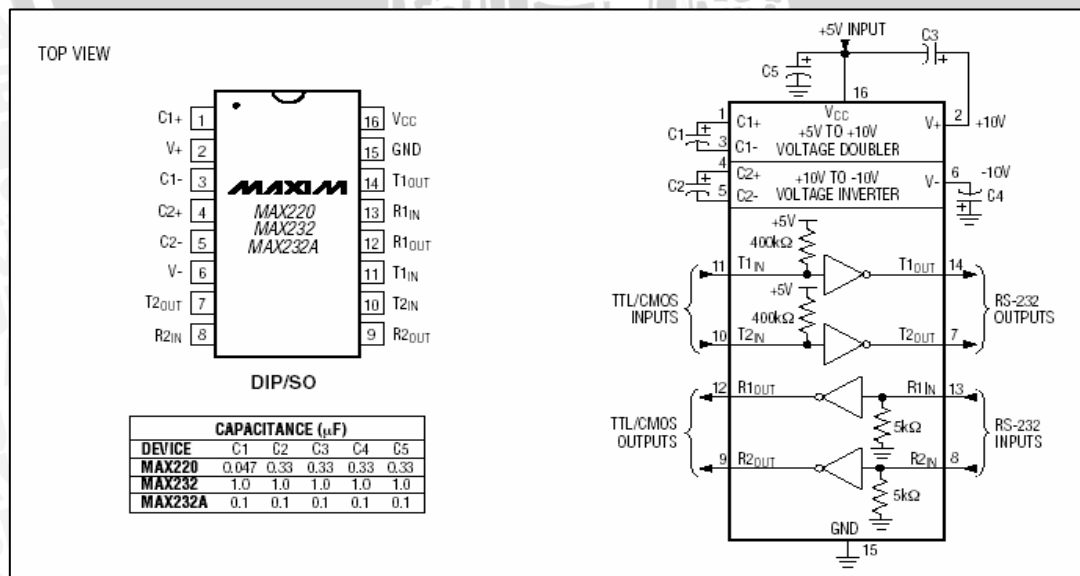 TOP VIEW
C1+ 1
V+ 2
C1- 3
C2+ 4
C2- 5
V- 6
T2OUT 7
R2IN 8
MAXIM
MAX220
MAX232
MAX232A
16 VCC
15 GND
14 T1OUT
13 R1IN
12 R1OUT
11 T1IN
10 T2IN
9 R2OUT
DIP/SO
CAPACITANCE (µF)
DEVICE C1 C2 C3 C4 C5
MAX220 0.047 0.33 0.33 0.33 0.33
MAX232 1.0 1.0 1.0 1.0 1.0
MAX232A 0.1 0.1 0.1 0.1 0.1
+5V INPUT
C3
C5
16
VCC
1 C1+
C1
3 C1-
+5V TO +10V
VOLTAGE DOUBLER
V+ 2 +10V
4 C2+
C2
5 C2-
+10V TO -10V
VOLTAGE INVERTER
V- 6 -10V
C4
+5V
400kΩ
11 T1IN T1OUT 14
+5V
400kΩ
TTL/CMOS
INPUTS
RS-232
OUTPUTS
10 T2IN T2OUT 7
12 R1OUT R1IN 13
5kΩ
TTL/CMOS
OUTPUTS
RS-232
INPUTS
9 R2OUT R2IN 8
5kΩ
GND
15